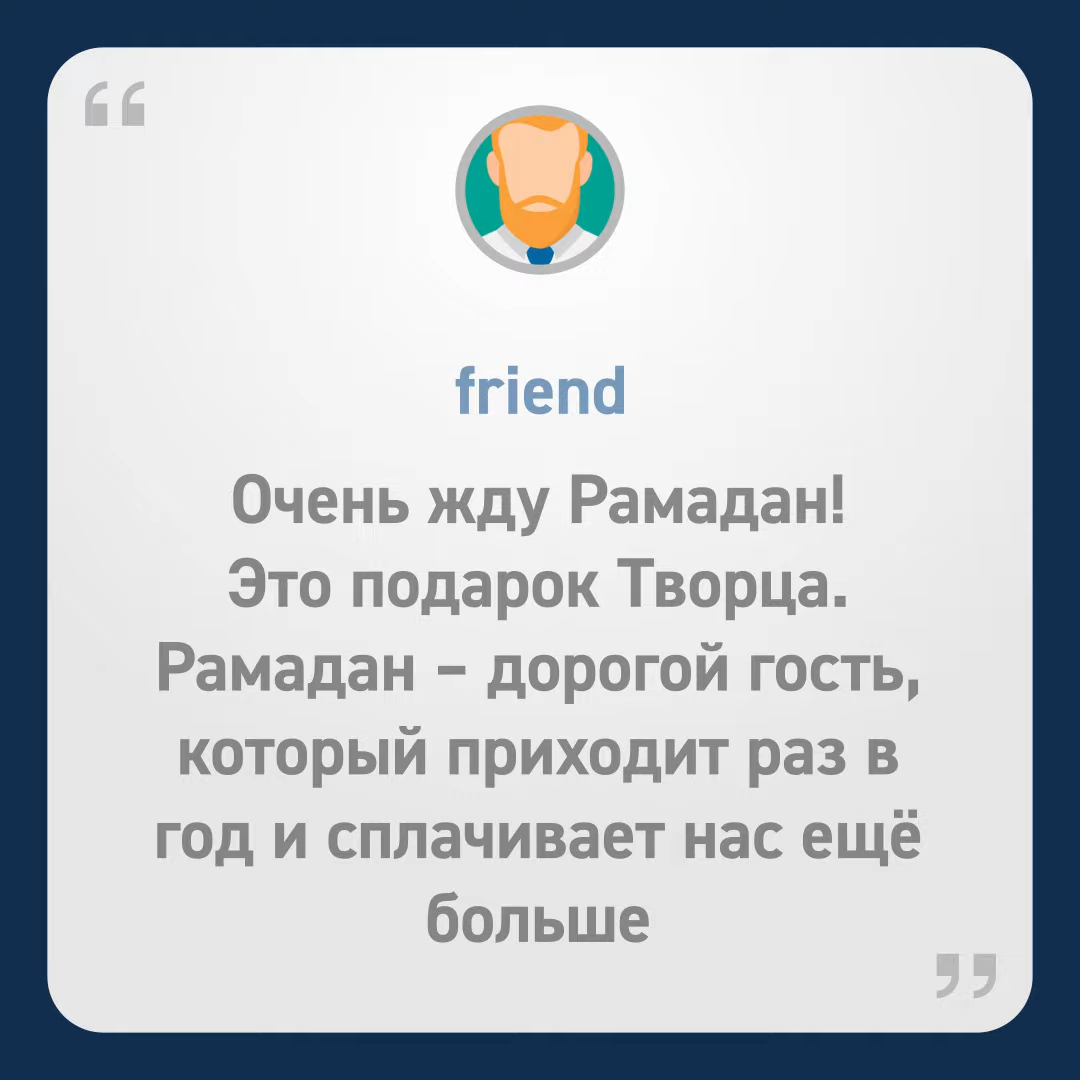 friend
Очень жду Рамадан!
Это подарок Творца.
Рамадан – дорогой гость,
который приходит раз в
год и сплачивает нас ещё
больше